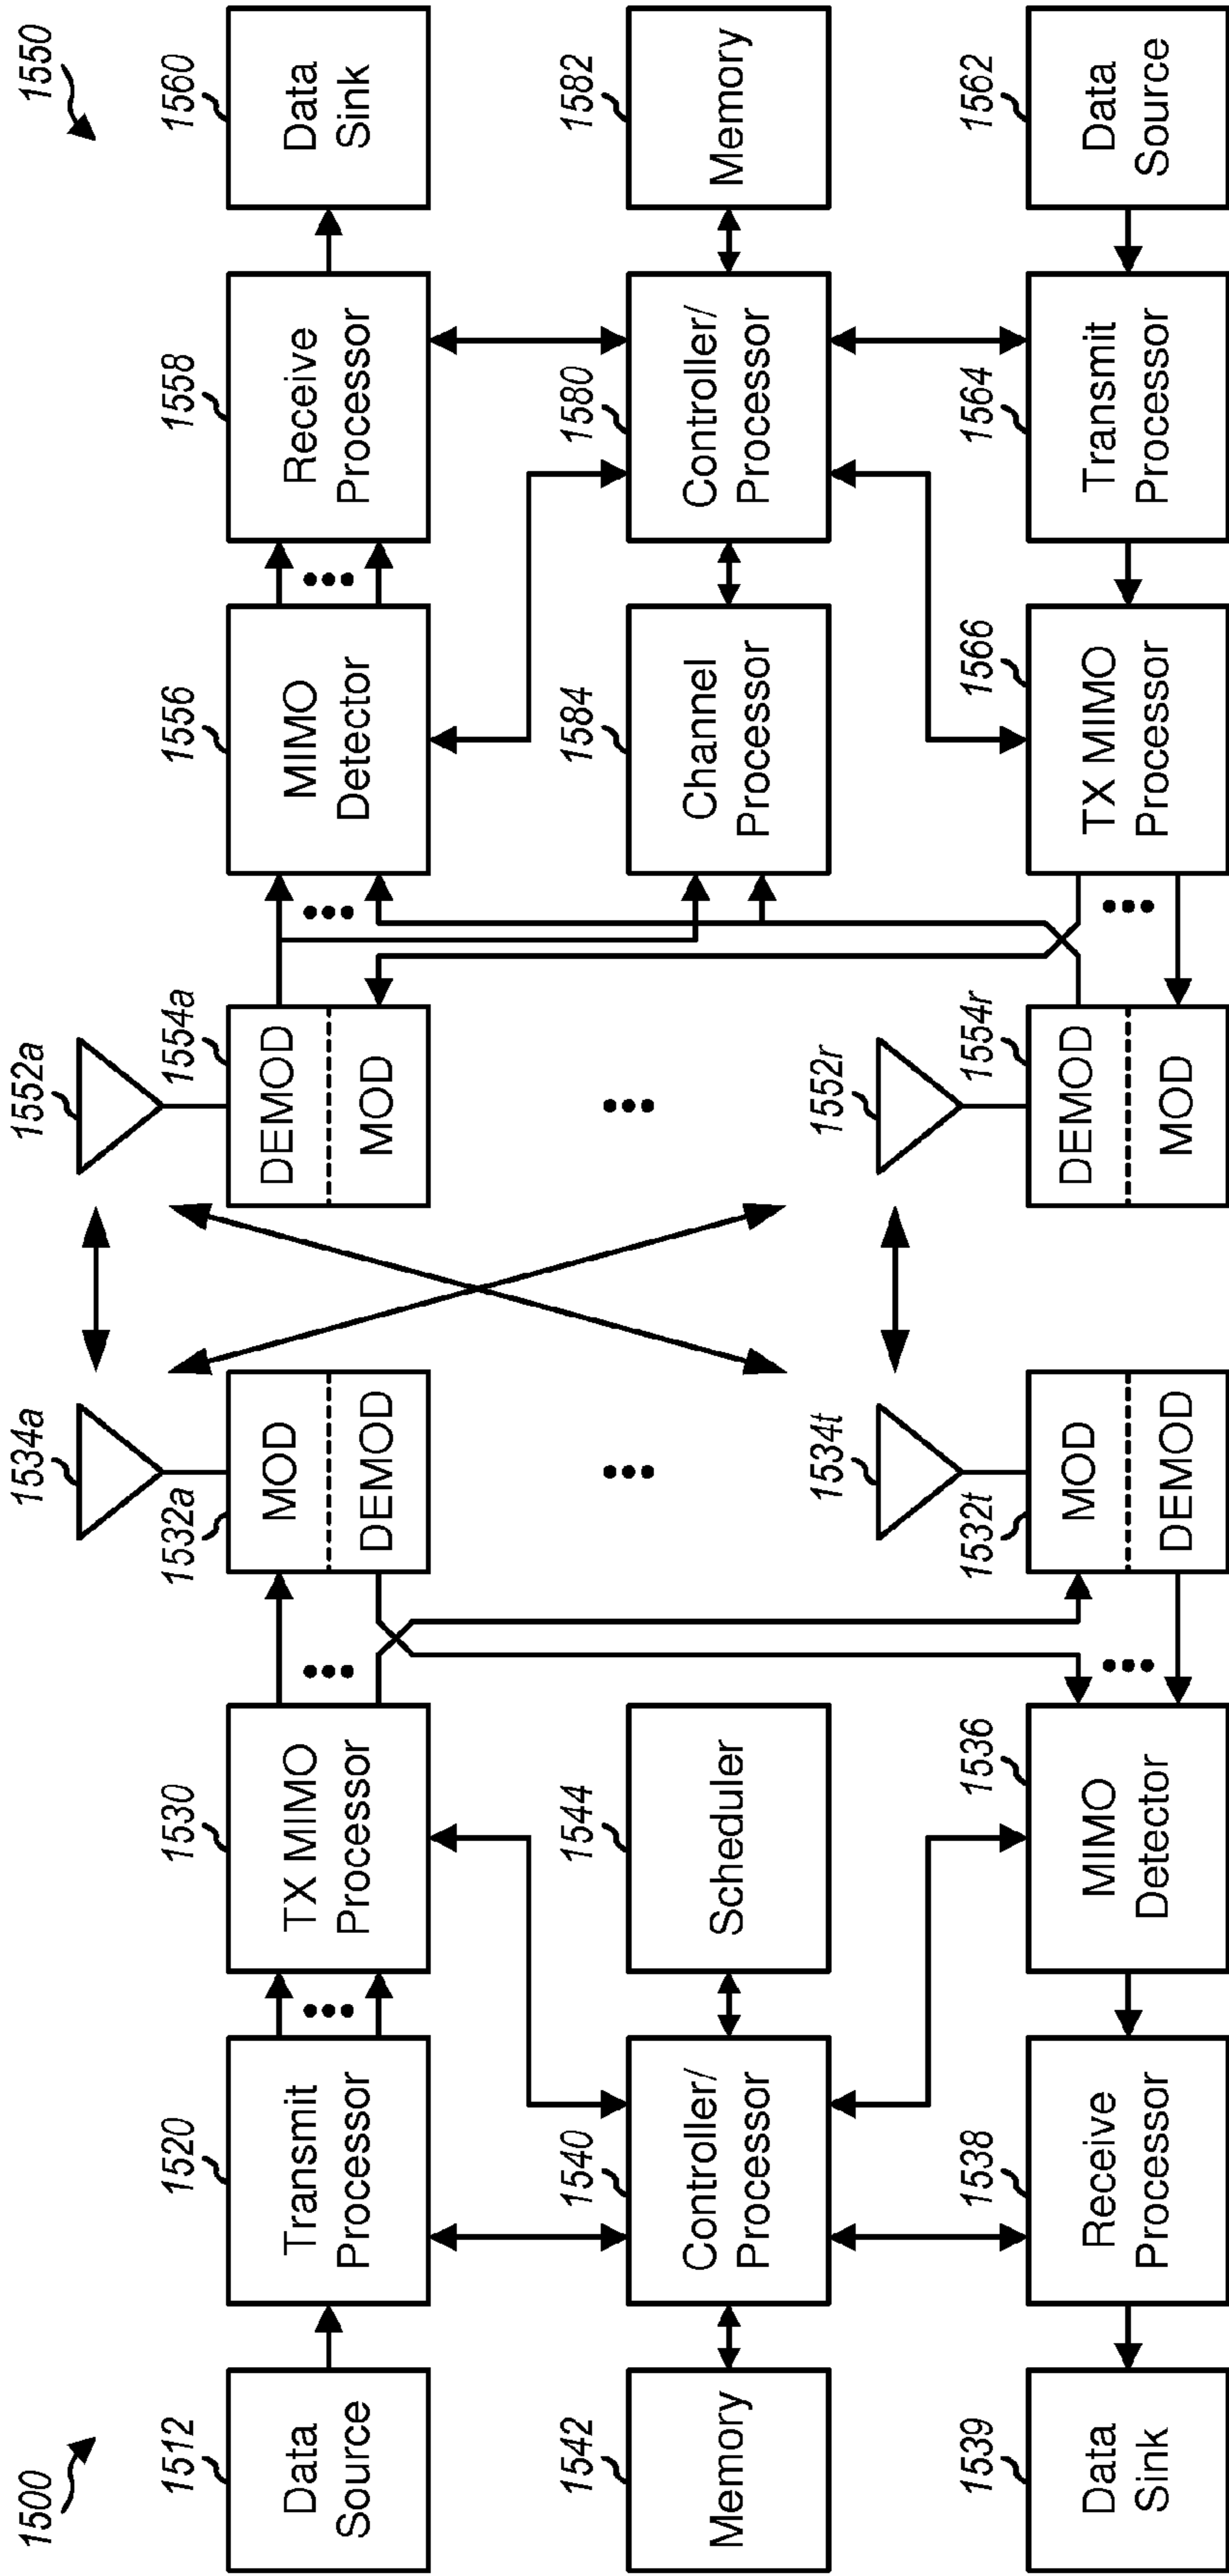 1500
1550
1534a
1552a
1512
1520
1530
1532a
1554a
1556
1558
1560
Data
Source
Transmit
Processor
TX MIMO
Processor
MOD
DEMOD
DEMOD
MOD
MIMO
Detector
Receive
Processor
Data
Sink
1542
1540
1544
1584
1580
1582
Memory
Controller/
Processor
Scheduler
Channel
Processor
Controller/
Processor
Memory
1534t
1552r
1539
1538
1536
1532t
1554r
1566
1564
1562
Data
Sink
Receive
Processor
MIMO
Detector
MOD
DEMOD
DEMOD
MOD
TX MIMO
Processor
Transmit
Processor
Data
Source